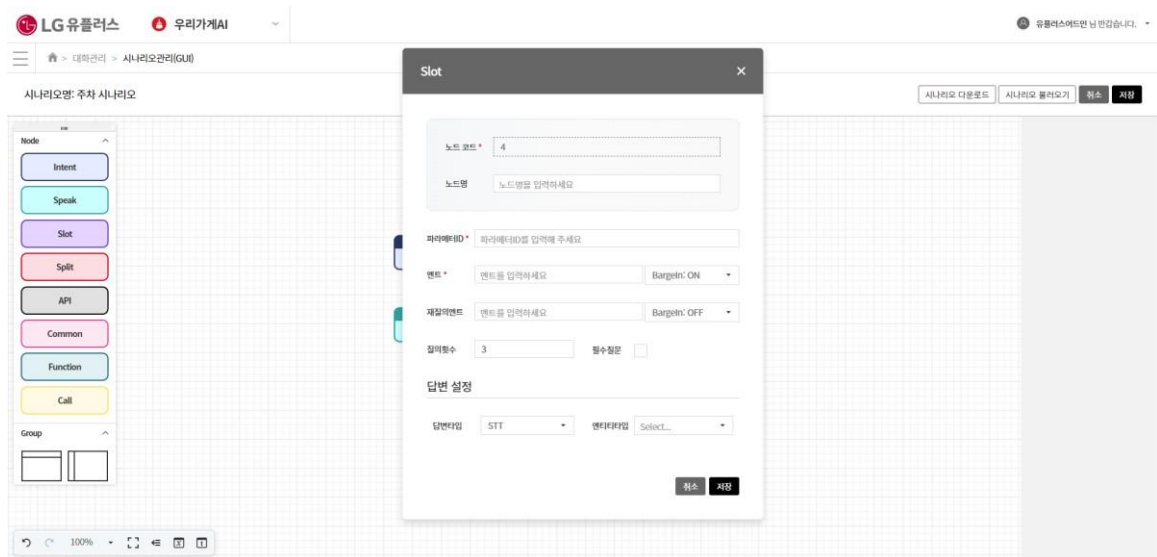 LG유플러스 우리가게AI 유플러스어드민 님 반갑습니다.
> 대화관리 > 시나리오관리(GUI)
시나리오명: 주차 시나리오 시나리오 다운로드 시나리오 불러오기 취소 저장
Node
Intent
Speak
Slot
Split
API
Common
Function
Call
Group
100%
Slot ×
노드 코드 * 4
노드명 노드명을 입력하세요
파라메터ID * 파라메터ID를 입력해 주세요
멘트 * 멘트를 입력하세요 BargeIn: ON
재질의멘트 멘트를 입력하세요 BargeIn: OFF
질의횟수 3 필수질문
답변 설정
답변타입 STT 엔티티타입 Select...
취소 저장